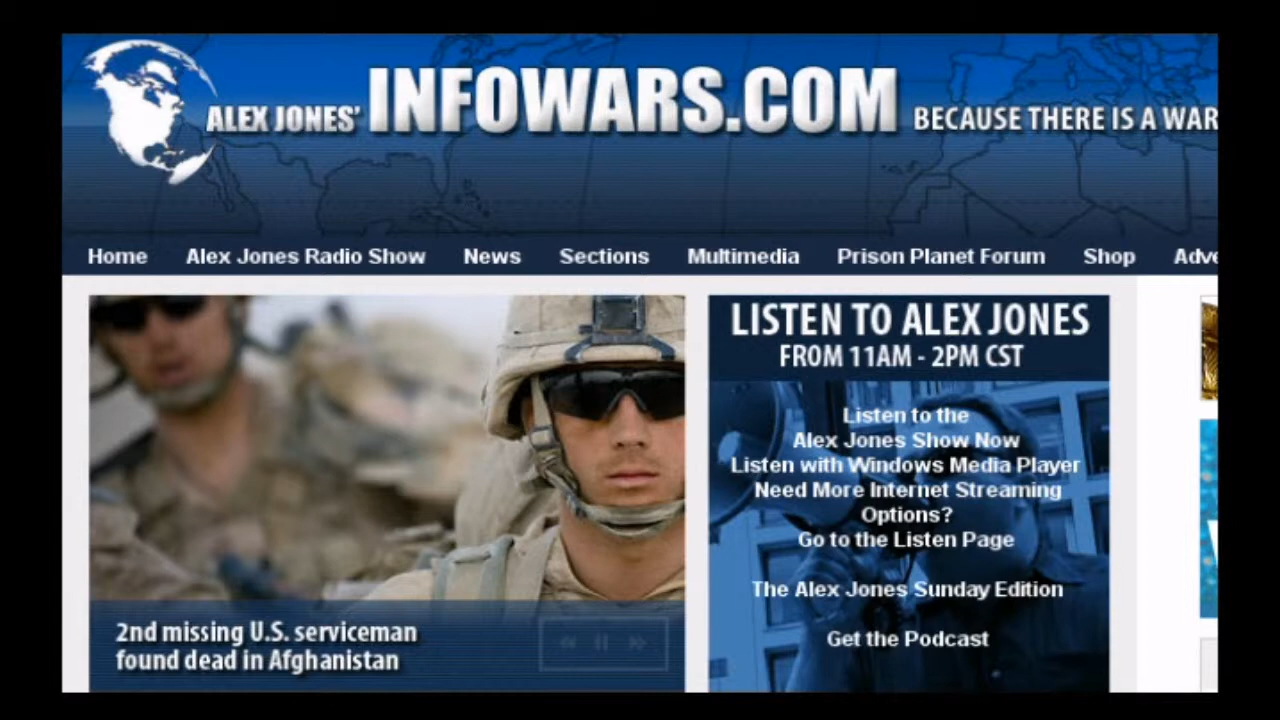 ALEX JONES' INFOWARS.COM BECAUSE THERE IS A WAR
Home Alex Jones Radio Show News Sections Multimedia Prison Planet Forum Shop Adve
LISTEN TO ALEX JONES
FROM 11AM - 2PM CST
Listen to the
Alex Jones Show Now
Listen with Windows Media Player
Need More Internet Streaming
Options?
Go to the Listen Page
The Alex Jones Sunday Edition
Get the Podcast
2nd missing U.S. serviceman
found dead in Afghanistan